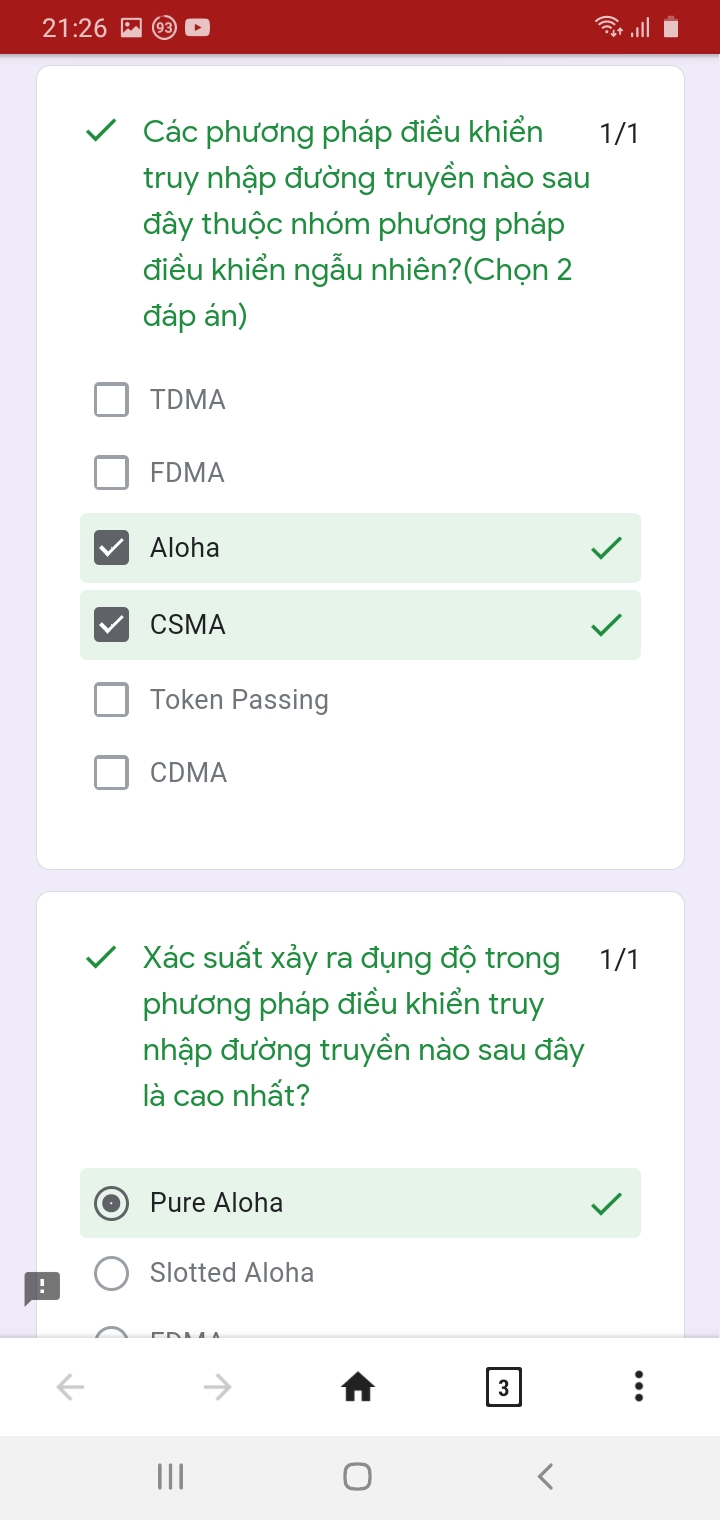 21:26
93
Các phương pháp điều khiển
1/1
truy nhập đường truyền nào sau
đây thuộc nhóm phương pháp
điều khiển ngẫu nhiên?(Chọn 2
đáp án)
TDMA
FDMA
Aloha
CSMA
Token Passing
CDMA
Xác suất xảy ra đụng độ trong
1/1
phương pháp điều khiển truy
nhập đường truyền nào sau đây
là cao nhất?
Pure Aloha
Slotted Aloha
FDMA
3